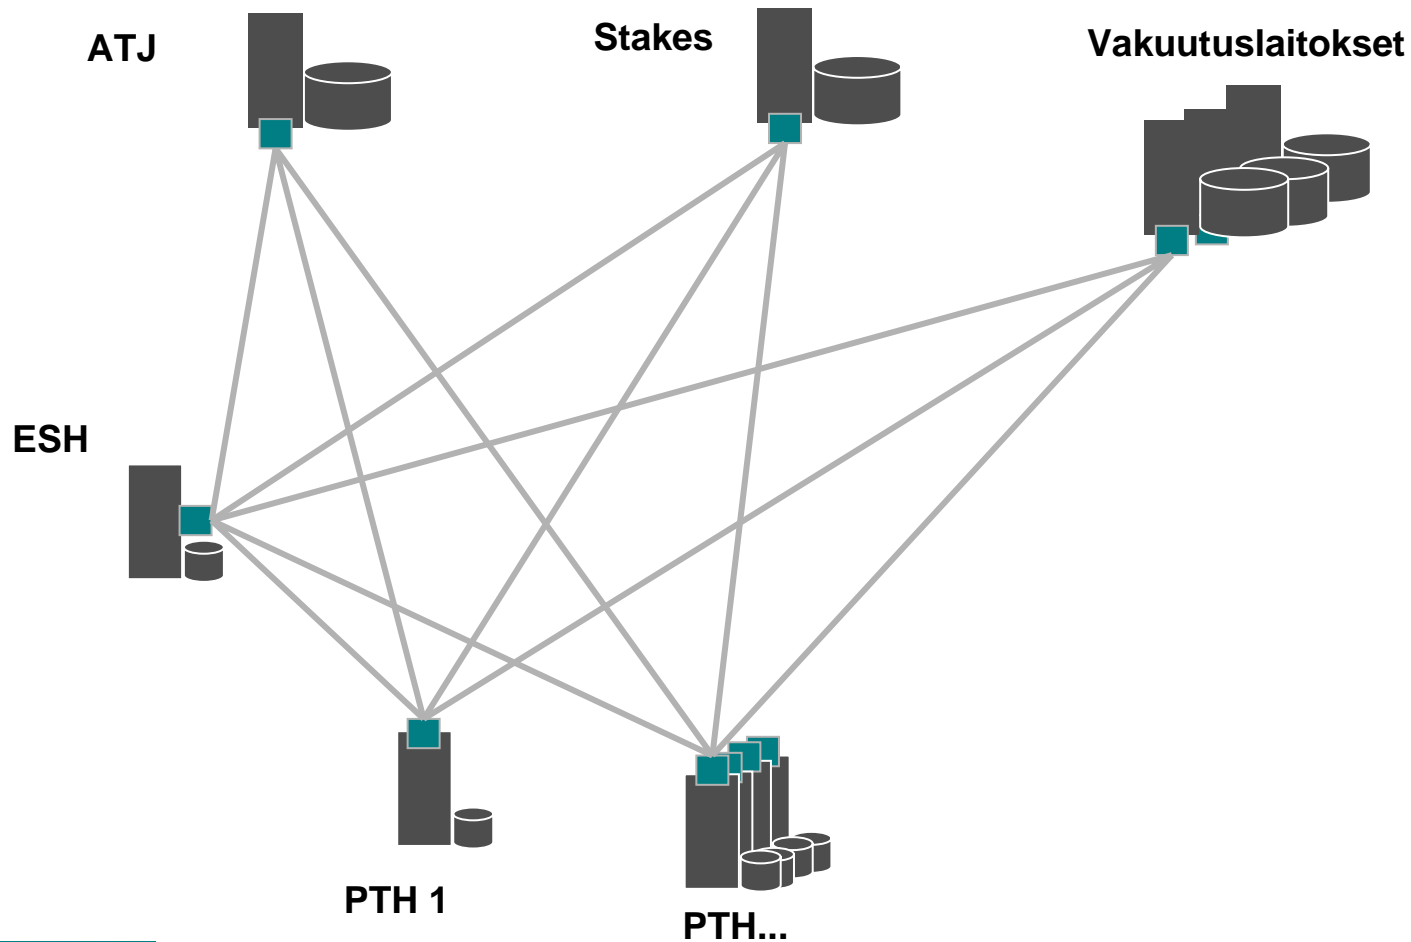 ATJ
Stakes
Vakuutuslaitokset
ESH
PTH 1
PTH...